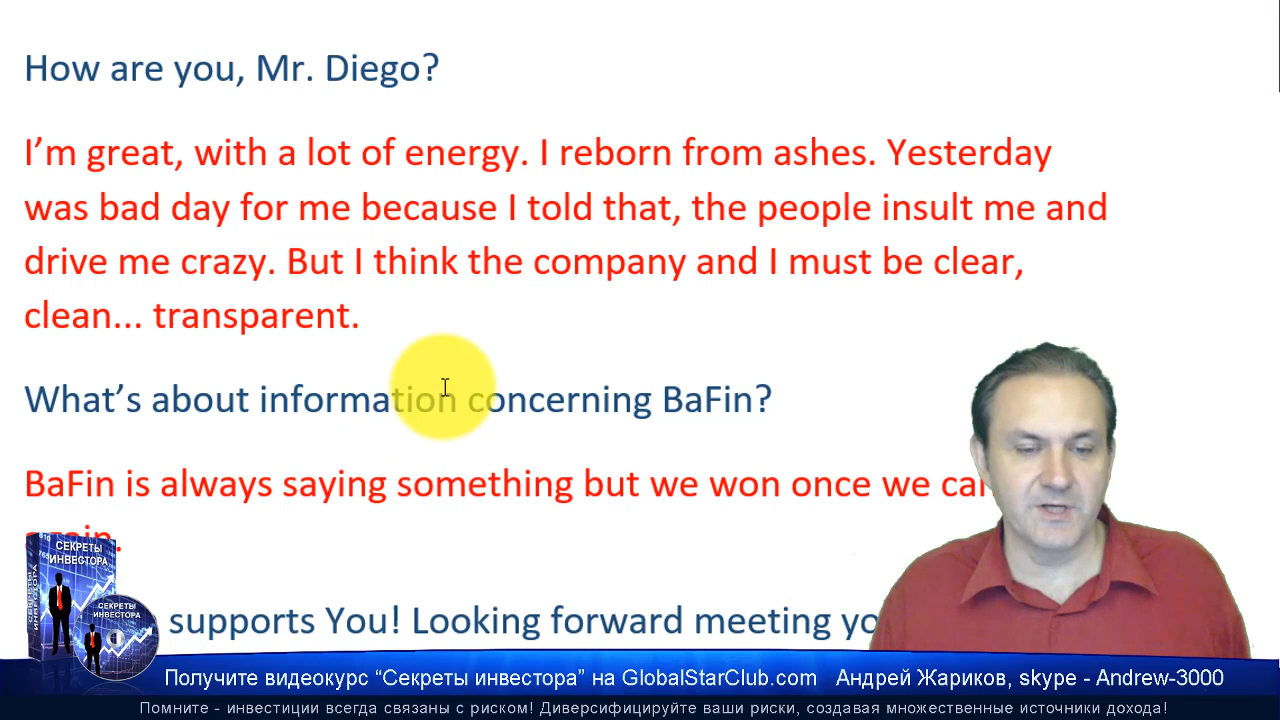 How are you, Mr. Diego?
I’m great, with a lot of energy. I reborn from ashes. Yesterday
was bad day for me because I told that, the people insult me and
drive me crazy. But I think the company and I must be clear,
clean... transparent.
What’s about information concerning BaFin?
BaFin is always saying something but we won once we
supports You! Looking forward meeting
СЕКРЕТЫ
ИНВЕСТОРА
СЕКРЕТЫ
ИНВЕСТОРА
СЕКРЕТЫ
ИНВЕСТОРА
Получите видеокурс “Секреты инвестора” на GlobalStarClub.com Андрей Жариков, skype - Andrew-3000
Помните - инвестиции всегда связаны с риском! Диверсифицируйте ваши риски, создавая множественные источники дохода!